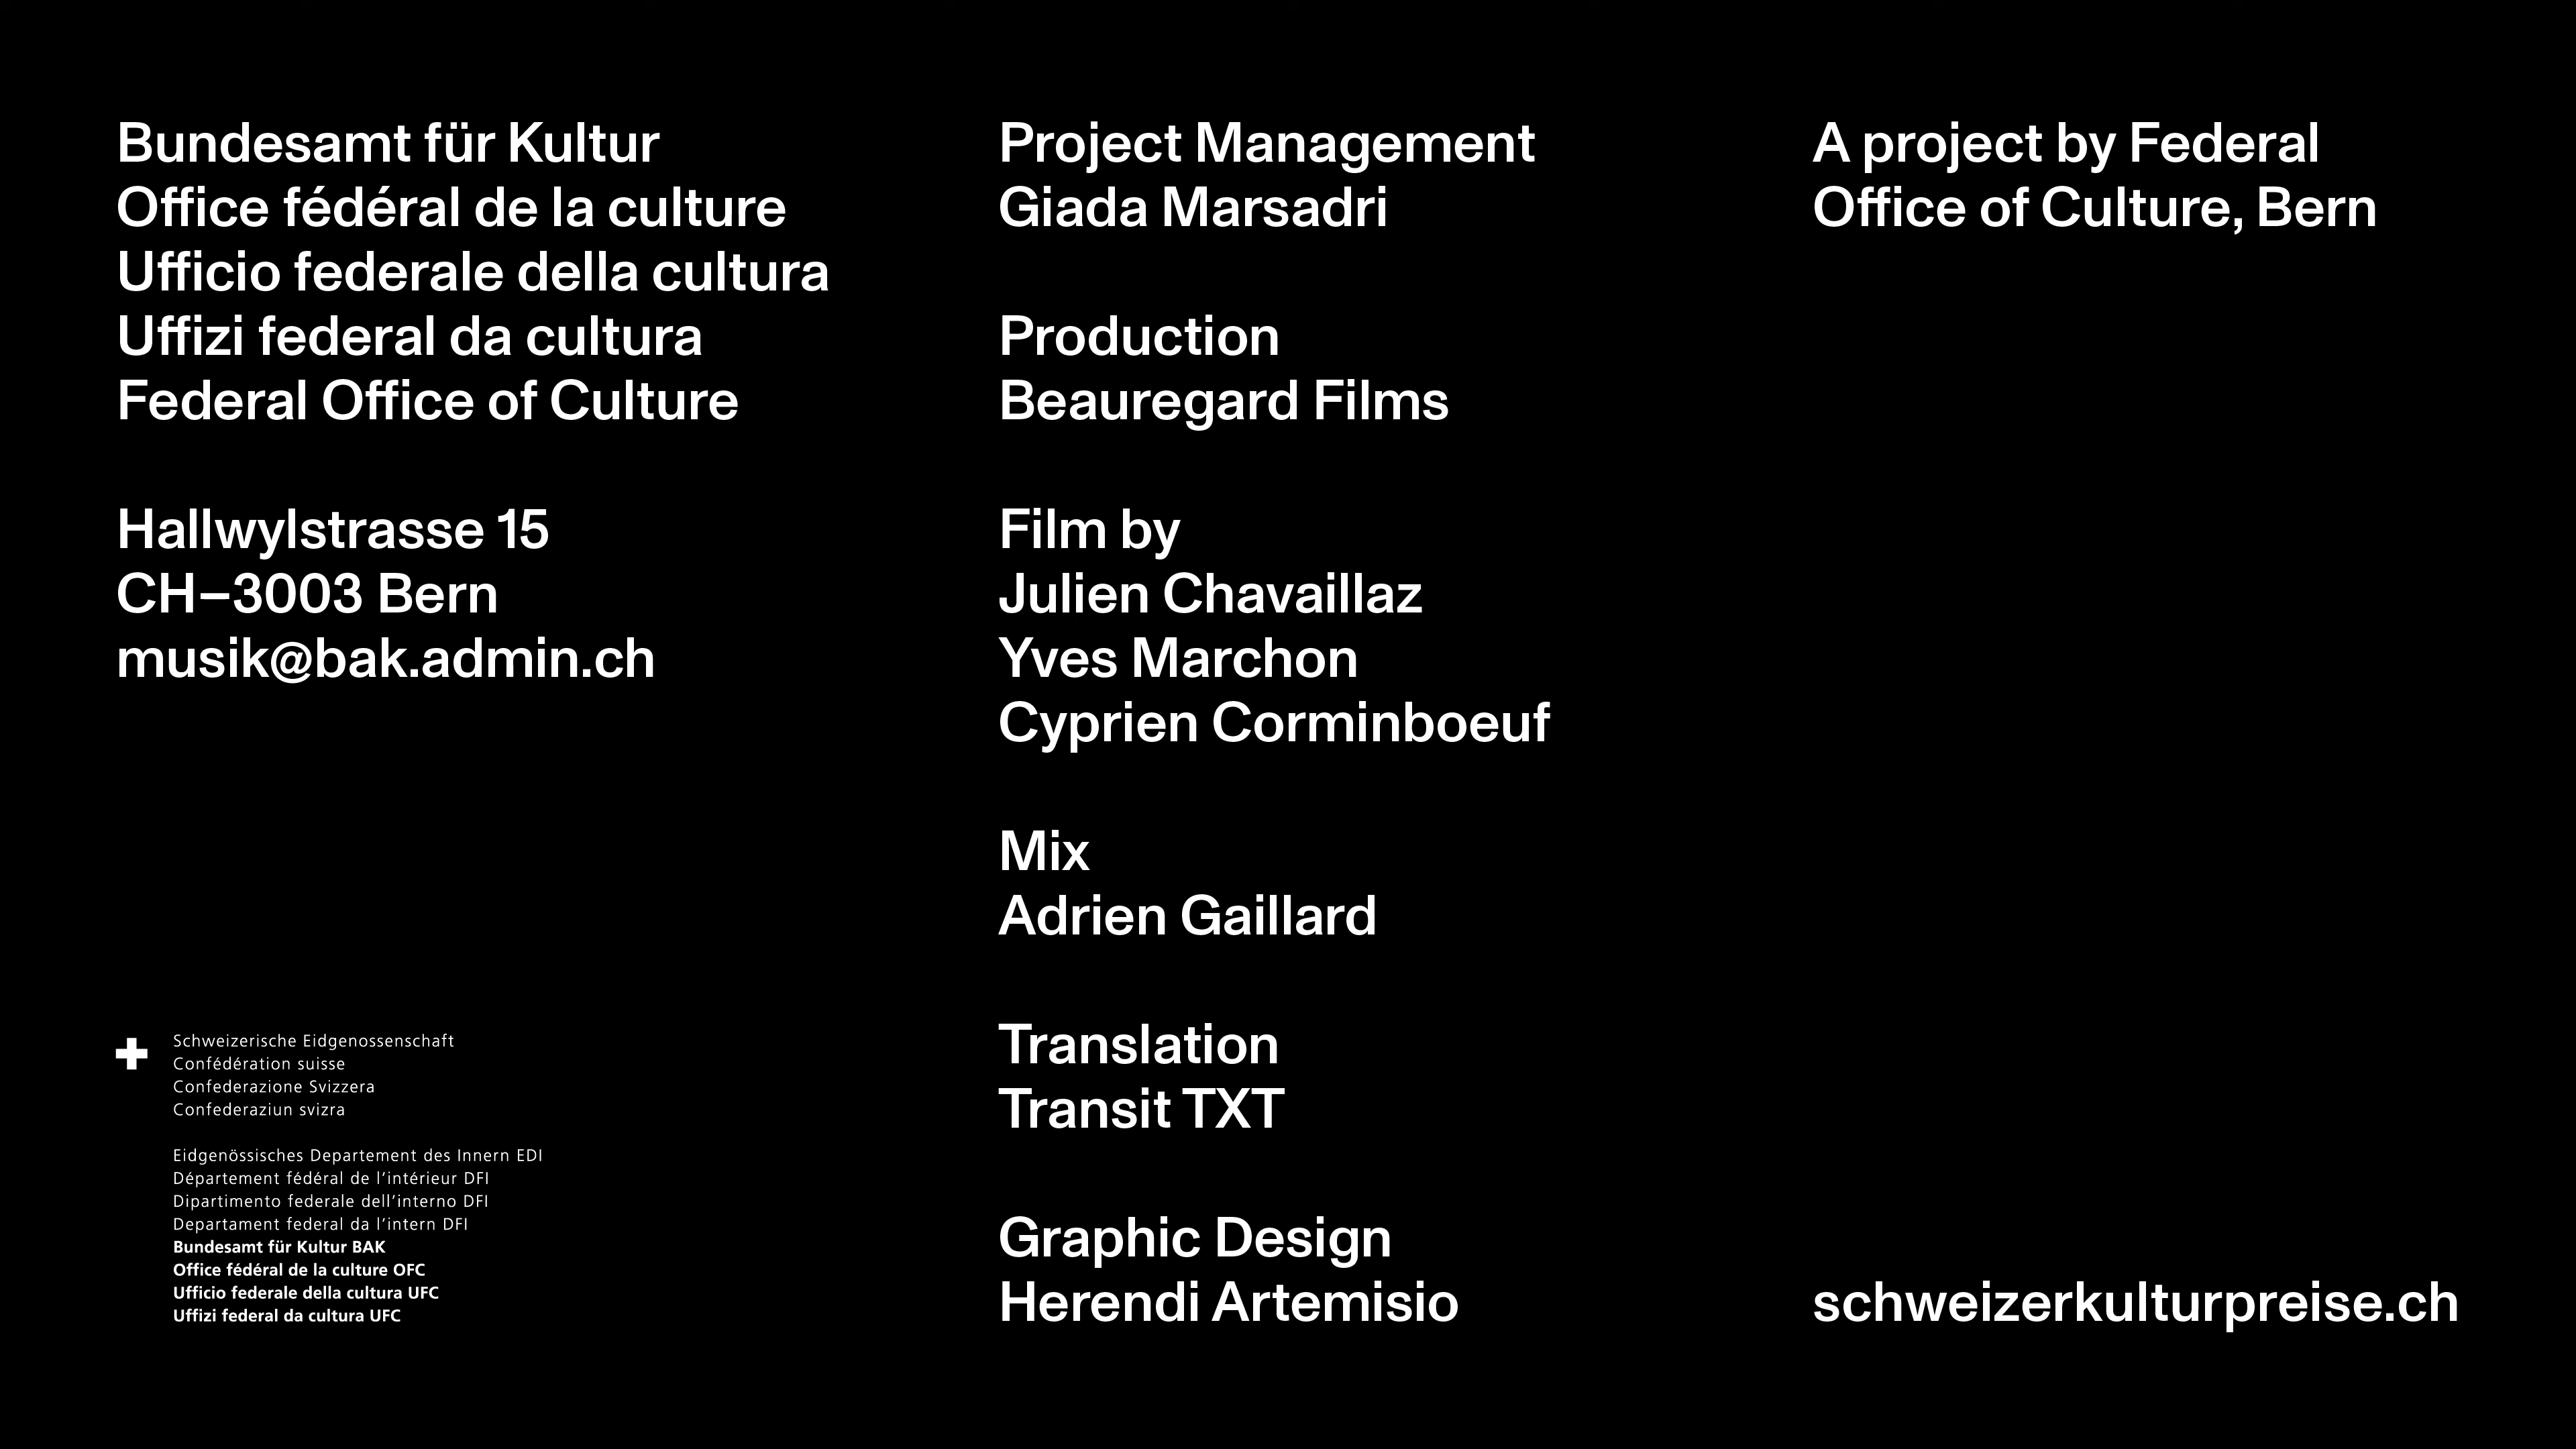 Bundesamt für Kultur
Office fédéral de la culture
Ufficio federale della cultura
Uffizi federal da cultura
Federal Office of Culture
Hallwylstrasse 15
CH–3003 Bern
musik@bak.admin.ch
Schweizerische Eidgenossenschaft
Confédération suisse
Confederazione Svizzera
Confederaziun svizra
Eidgenössisches Departement des Innern EDI
Département fédéral de l’intérieur DFI
Dipartimento federale dell’interno DFI
Departament federal da l’intern DFI
Bundesamt für Kultur BAK
Office fédéral de la culture OFC
Ufficio federale della cultura UFC
Uffizi federal da cultura UFC
Project Management
Giada Marsadri
Production
Beauregard Films
Film by
Julien Chavaillaz
Yves Marchon
Cyprien Corminboeuf
Mix
Adrien Gaillard
Translation
Transit TXT
Graphic Design
Herendi Artemisio
A project by Federal
Office of Culture, Bern
schweizerkulturpreise.ch